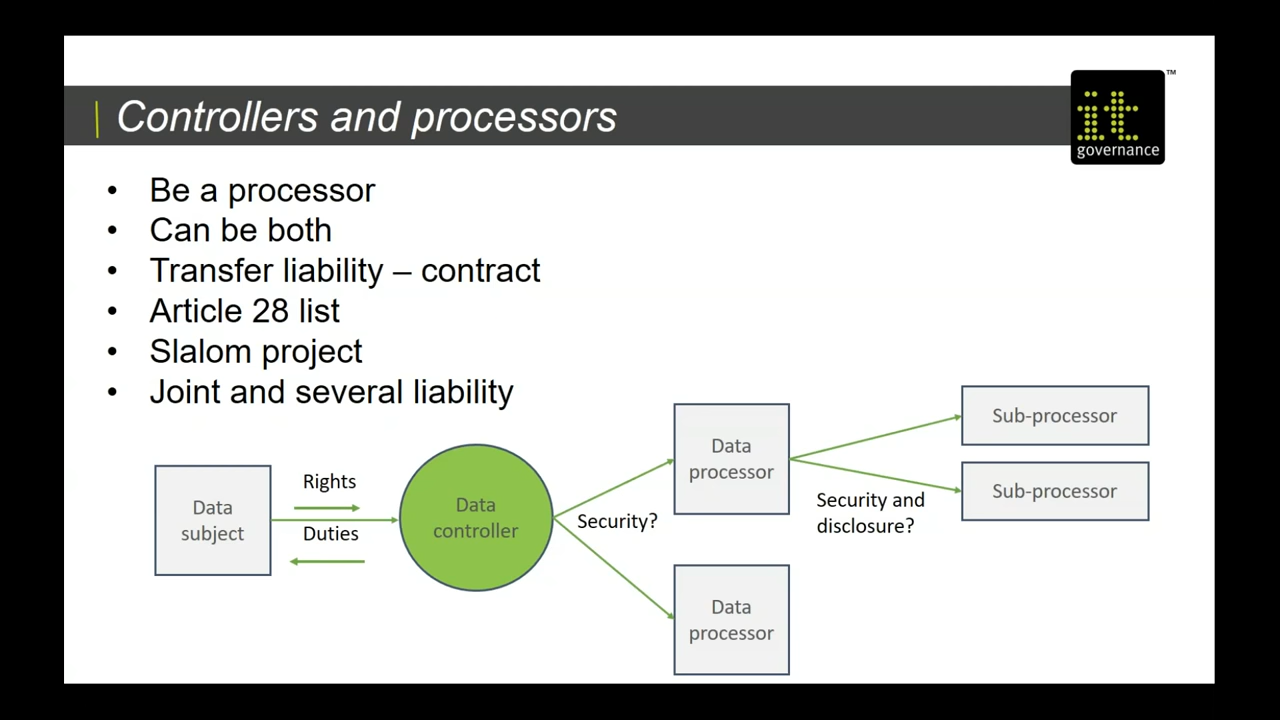 Controllers and processors
it
governance
™
• Be a processor
• Can be both
• Transfer liability – contract
• Article 28 list
• Slalom project
• Joint and several liability
Data
subject
Rights
Duties
Data
controller
Security?
Data
processor
Data
processor
Security and
disclosure?
Sub-processor
Sub-processor